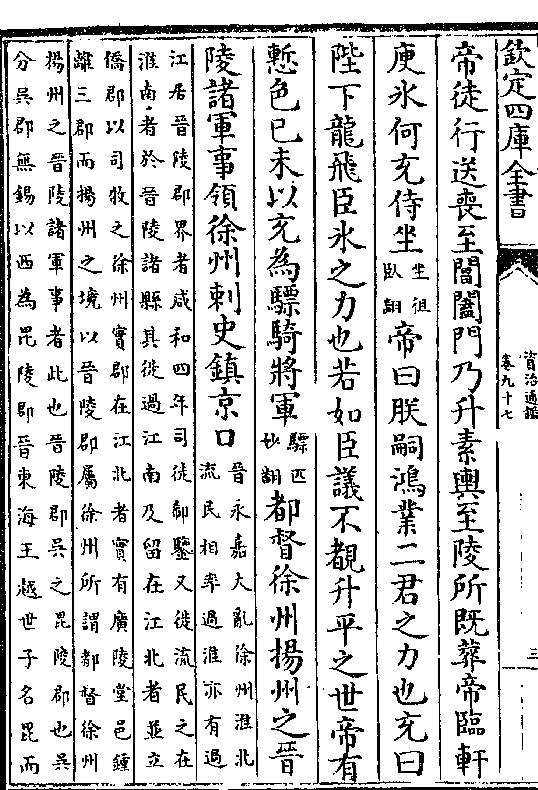 欽定四庫全書
資治通鑑
卷九十七
三
帝徒行送喪至閶闔門乃升素輿至陵所既葬帝臨軒
庾氷何充侍坐
坐徂
臥翻
帝曰朕嗣鴻業二君之力也充曰
陛下龍飛臣氷之力也若如臣議不覩升平之世帝有
慙色己未以充為驃騎將軍
驃匹
妙翻
都督徐州揚州之晉
陵諸軍事領徐州刺史鎮京口
晉永嘉大亂徐州淮北
流民相率過淮亦有過
江居晉陵郡界者咸和四年司徒郗鑒又徙流民之在
淮南者於晉陵諸縣其徙過江南及留在江北者並立
僑郡以司牧之徐州實郡在江北者實有廣陵堂邑鍾
離三郡而揚州之境以晉陵郡屬徐州所謂都督徐州
揚州之晉陵諸軍事者此也晉陵郡吳之毘陵郡也吳
分吳郡無錫以西為毘陵郡晉東海王越世子名毘而